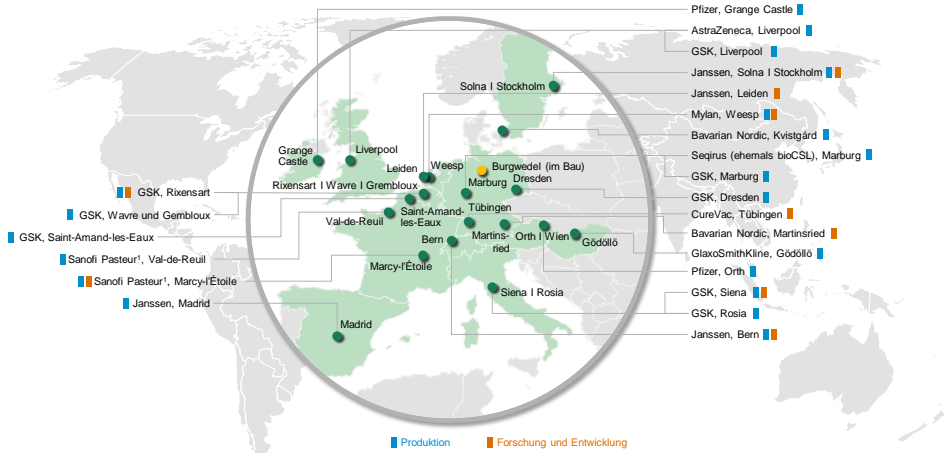 Pfizer, Grange Castle
AstraZeneca, Liverpool
GSK, Liverpool
Janssen, Solna I Stockholm
Janssen, Leiden
Mylan, Weesp
Bavarian Nordic, Kvistgård
Seqirus (ehemals bioCSL), Marburg
GSK, Marburg
GSK, Dresden
CureVac, Tübingen
Bavarian Nordic, Martinsried
GlaxoSmithKline, Gödöllö
Pfizer, Orth
GSK, Siena
GSK, Rosia
Janssen, Bern
GSK, Rixensart
GSK, Wavre und Gembloux
GSK, Saint-Amand-les-Eaux
Sanofi Pasteur¹, Val-de-Reuil
Sanofi Pasteur¹, Marcy-l'Étoile
Janssen, Madrid
Solna I Stockholm
Grange
Castle
Liverpool
Leiden
Weesp
Burgwedel (im Bau)
Dresden
Rixensart I Wavre I Grembloux
Marburg
Saint-Amand-
les-Eaux
Tübingen
Val-de-Reuil
Bern
Martins-
ried
Orth I Wien
Gödöllö
Marcy-l'Étoile
Siena I Rosia
Madrid
Produktion
Forschung und Entwicklung